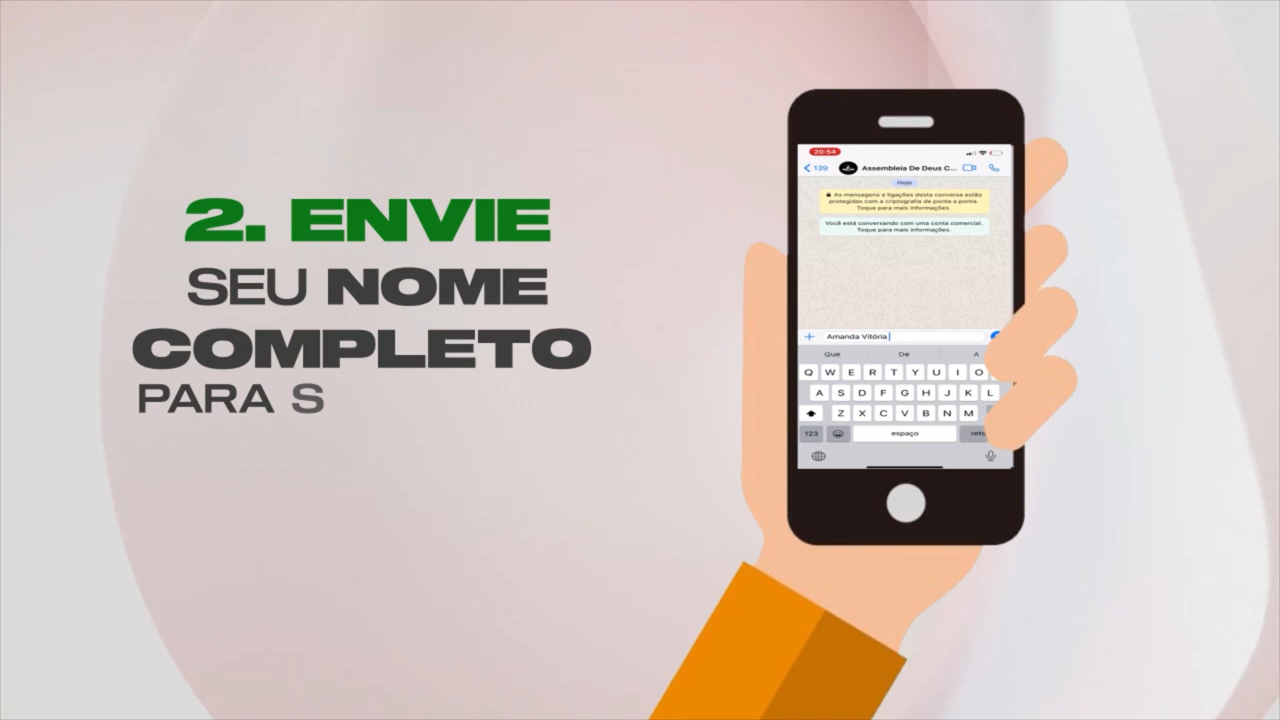 2. ENVIE
SEU NOME
COMPLETO
PARA S
20:54
139
Assembleia De Deus C...
Hoje
As mensagens e ligações desta conversa estão
protegidas com a criptografia de ponta a ponta.
Toque para mais informações.
Você está conversando com uma conta comercial.
Toque para mais informações.
Amanda Vitória
Que De A
Q W E R T Y U I O
A S D F G H J K L
Z X C V B N M
123 espaço reto